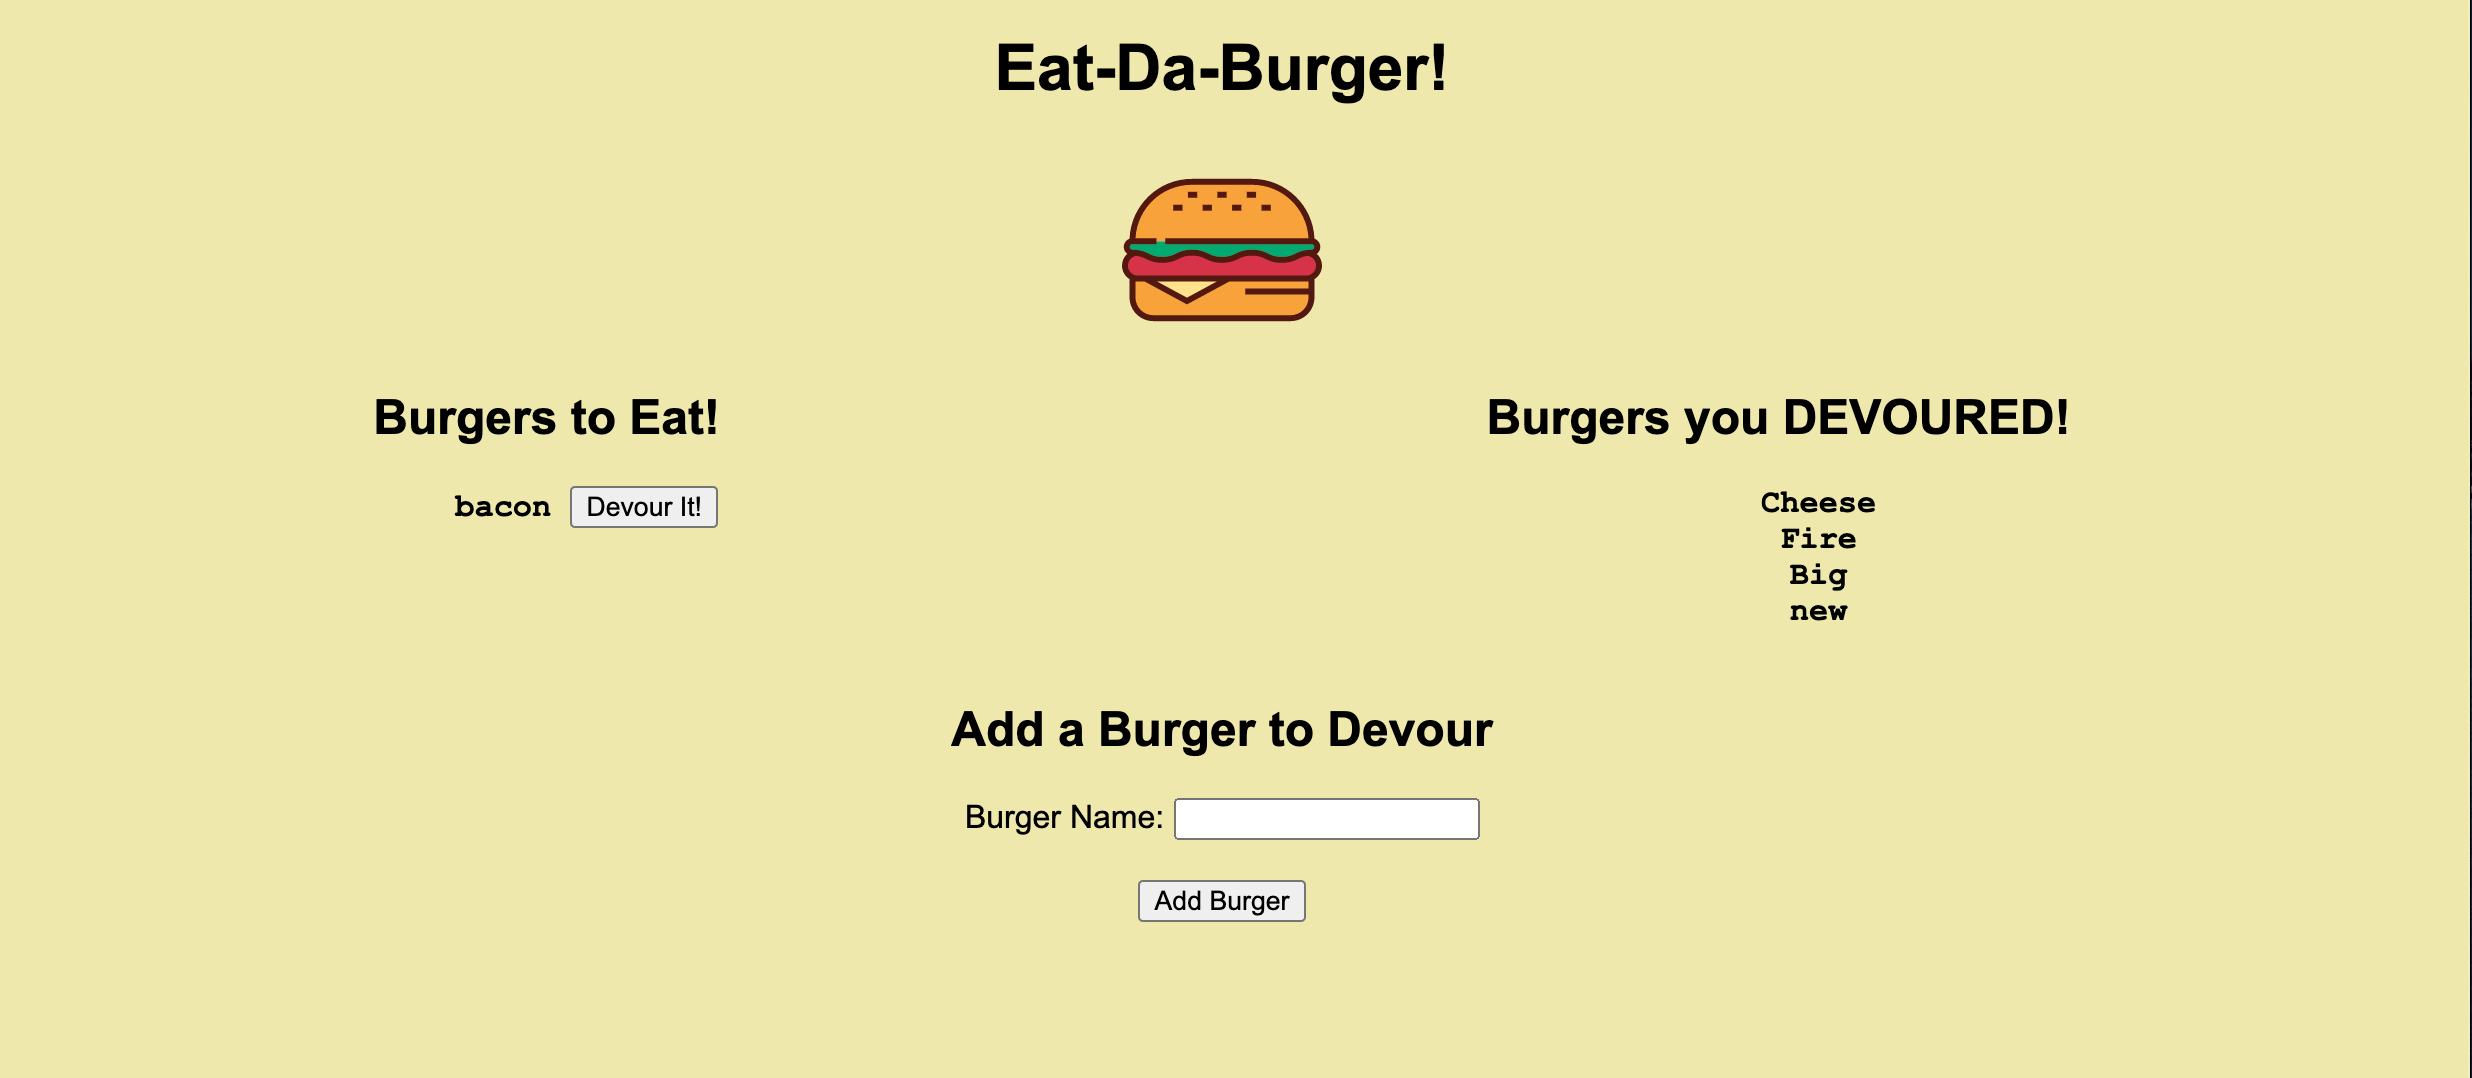 Eat-Da-Burger!
Burgers to Eat!
bacon Devour It!
Burgers you DEVOURED!
Cheese
Fire
Big
new
Add a Burger to Devour
Burger Name:
Add Burger